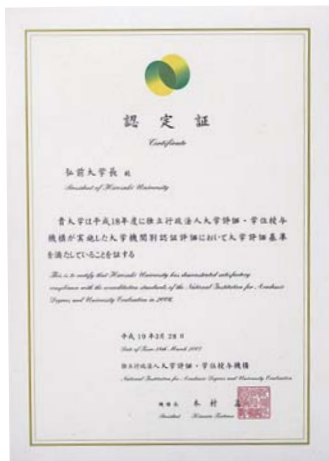 認定証
Certificate
弘前大学長 殿
President of Hirosaki University
貴大学は平成18年度に独立行政法人大学評価・学位授与
機構が実施した大学機関別認証評価において大学評価基準
を満たしていることを証する
This is to certify that Hirosaki University has demonstrated satisfactory
compliance with the accreditation standards of the National Institution for Academic
Degrees and University Evaluation in 2006.
平成19年3月28日
Date of Issue 28th March 2007
独立行政法人大学評価・学位授与機構
National Institution for Academic Degrees and University Evaluation
機構長 木村
President Kimura